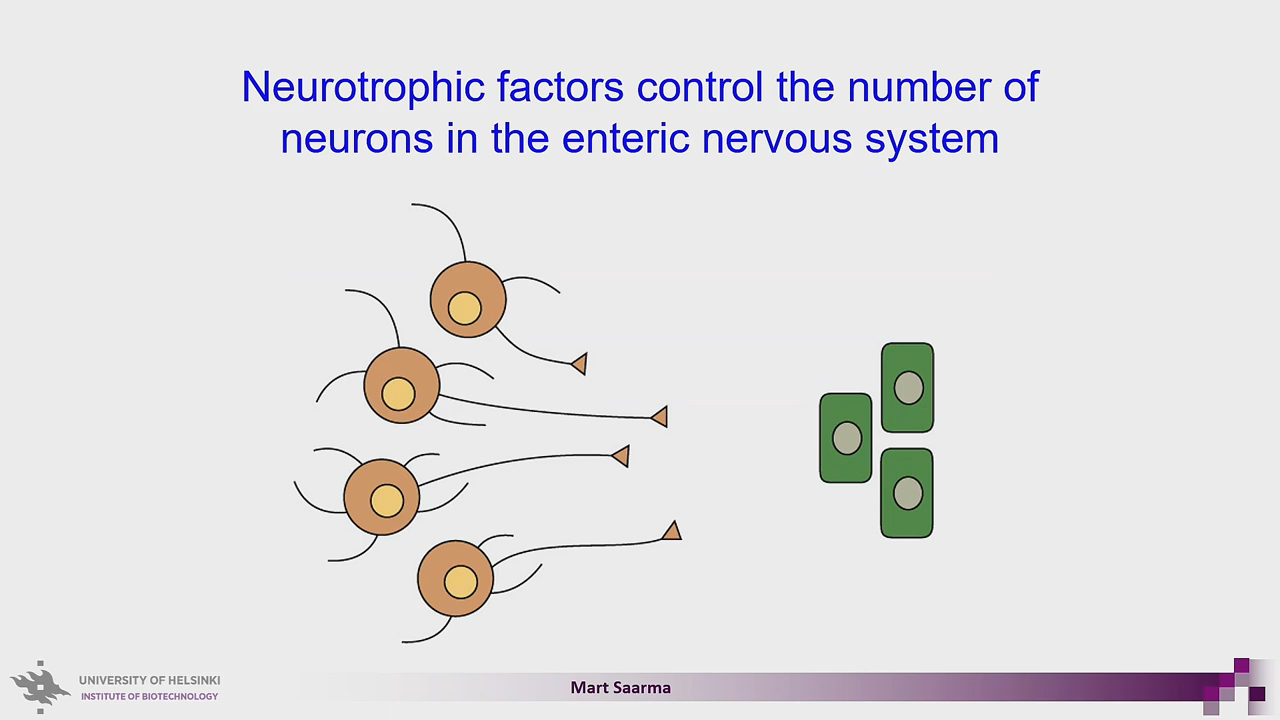 Neurotrophic factors control the number of
neurons in the enteric nervous system
UNIVERSITY OF HELSINKI
INSTITUTE OF BIOTECHNOLOGY
Mart Saarma